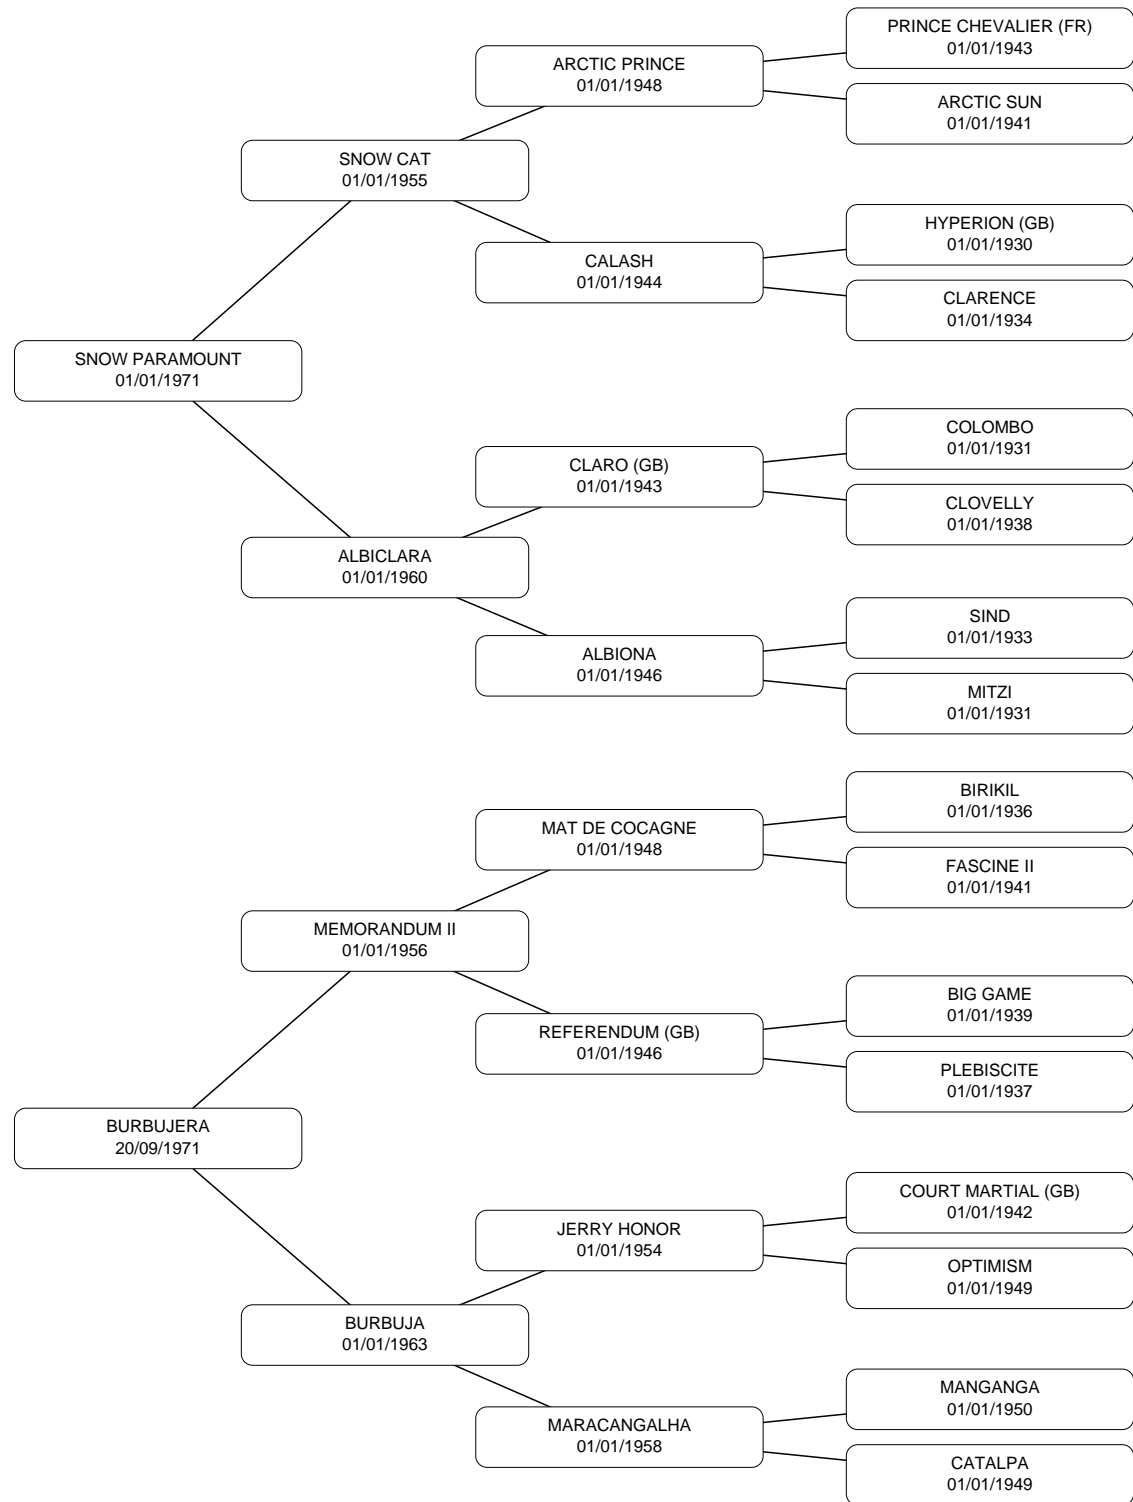 PRINCE CHEVALIER (FR)
01/01/1943
ARCTIC PRINCE
01/01/1948
ARCTIC SUN
01/01/1941
SNOW CAT
01/01/1955
HYPERION (GB)
01/01/1930
CALASH
01/01/1944
CLARENCE
01/01/1934
SNOW PARAMOUNT
01/01/1971
COLOMBO
01/01/1931
CLARO (GB)
01/01/1943
CLOVELLY
01/01/1938
ALBICLARA
01/01/1960
SIND
01/01/1933
ALBIONA
01/01/1946
MITZI
01/01/1931
BIRIKIL
01/01/1936
MAT DE COCAGNE
01/01/1948
FASCINE II
01/01/1941
MEMORANDUM II
01/01/1956
BIG GAME
01/01/1939
REFERENDUM (GB)
01/01/1946
PLEBISCITE
01/01/1937
BURBUJERA
20/09/1971
COURT MARTIAL (GB)
01/01/1942
JERRY HONOR
01/01/1954
OPTIMISM
01/01/1949
BURBUJA
01/01/1963
MANGANGA
01/01/1950
MARACANGALHA
01/01/1958
CATALPA
01/01/1949